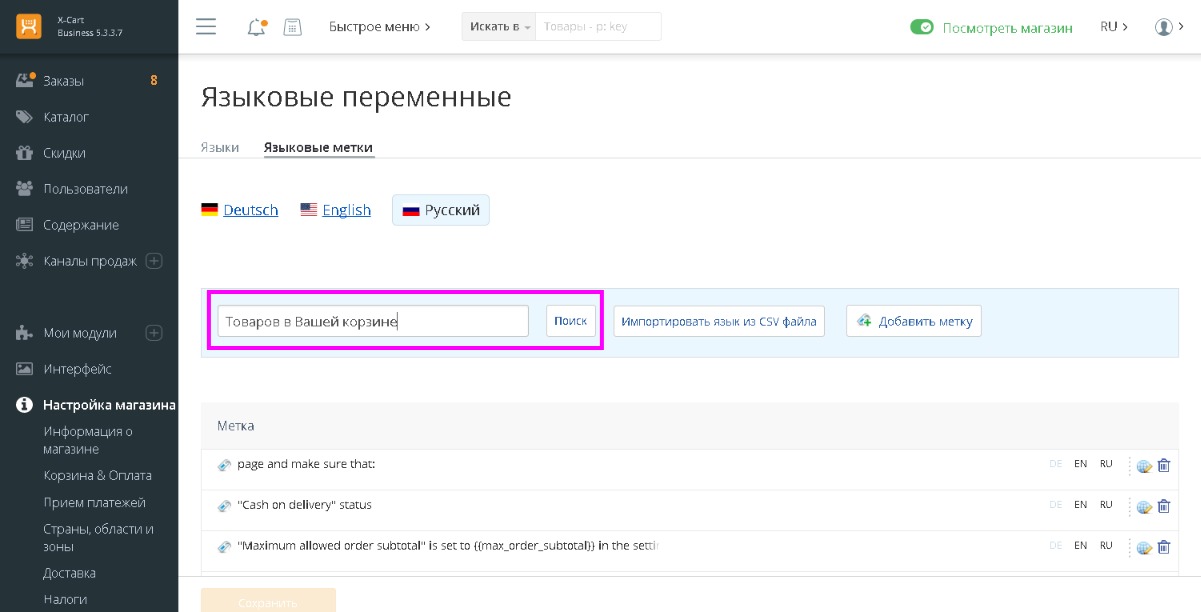 X-Cart
Business 5.3.3.7
Быстрое меню
Искать в
Товары - p: key
Посмотреть магазин
RU
Заказы
8
Каталог
Скидки
Пользователи
Содержание
Каналы продаж
Мои модули
Интерфейс
Настройка магазина
Информация о
магазине
Корзина & Оплата
Прием платежей
Страны, области и
зоны
Доставка
Налоги
Языковые переменные
Языки
Языковые метки
Deutsch
English
Русский
Товаров в Вашей корзине
Поиск
Импортировать язык из CSV файла
Добавить метку
Метка
page and make sure that:
DE EN RU
"Cash on delivery" status
DE EN RU
"Maximum allowed order subtotal" is set to {{max_order_subtotal}} in the settin
DE EN RU
Сохранить